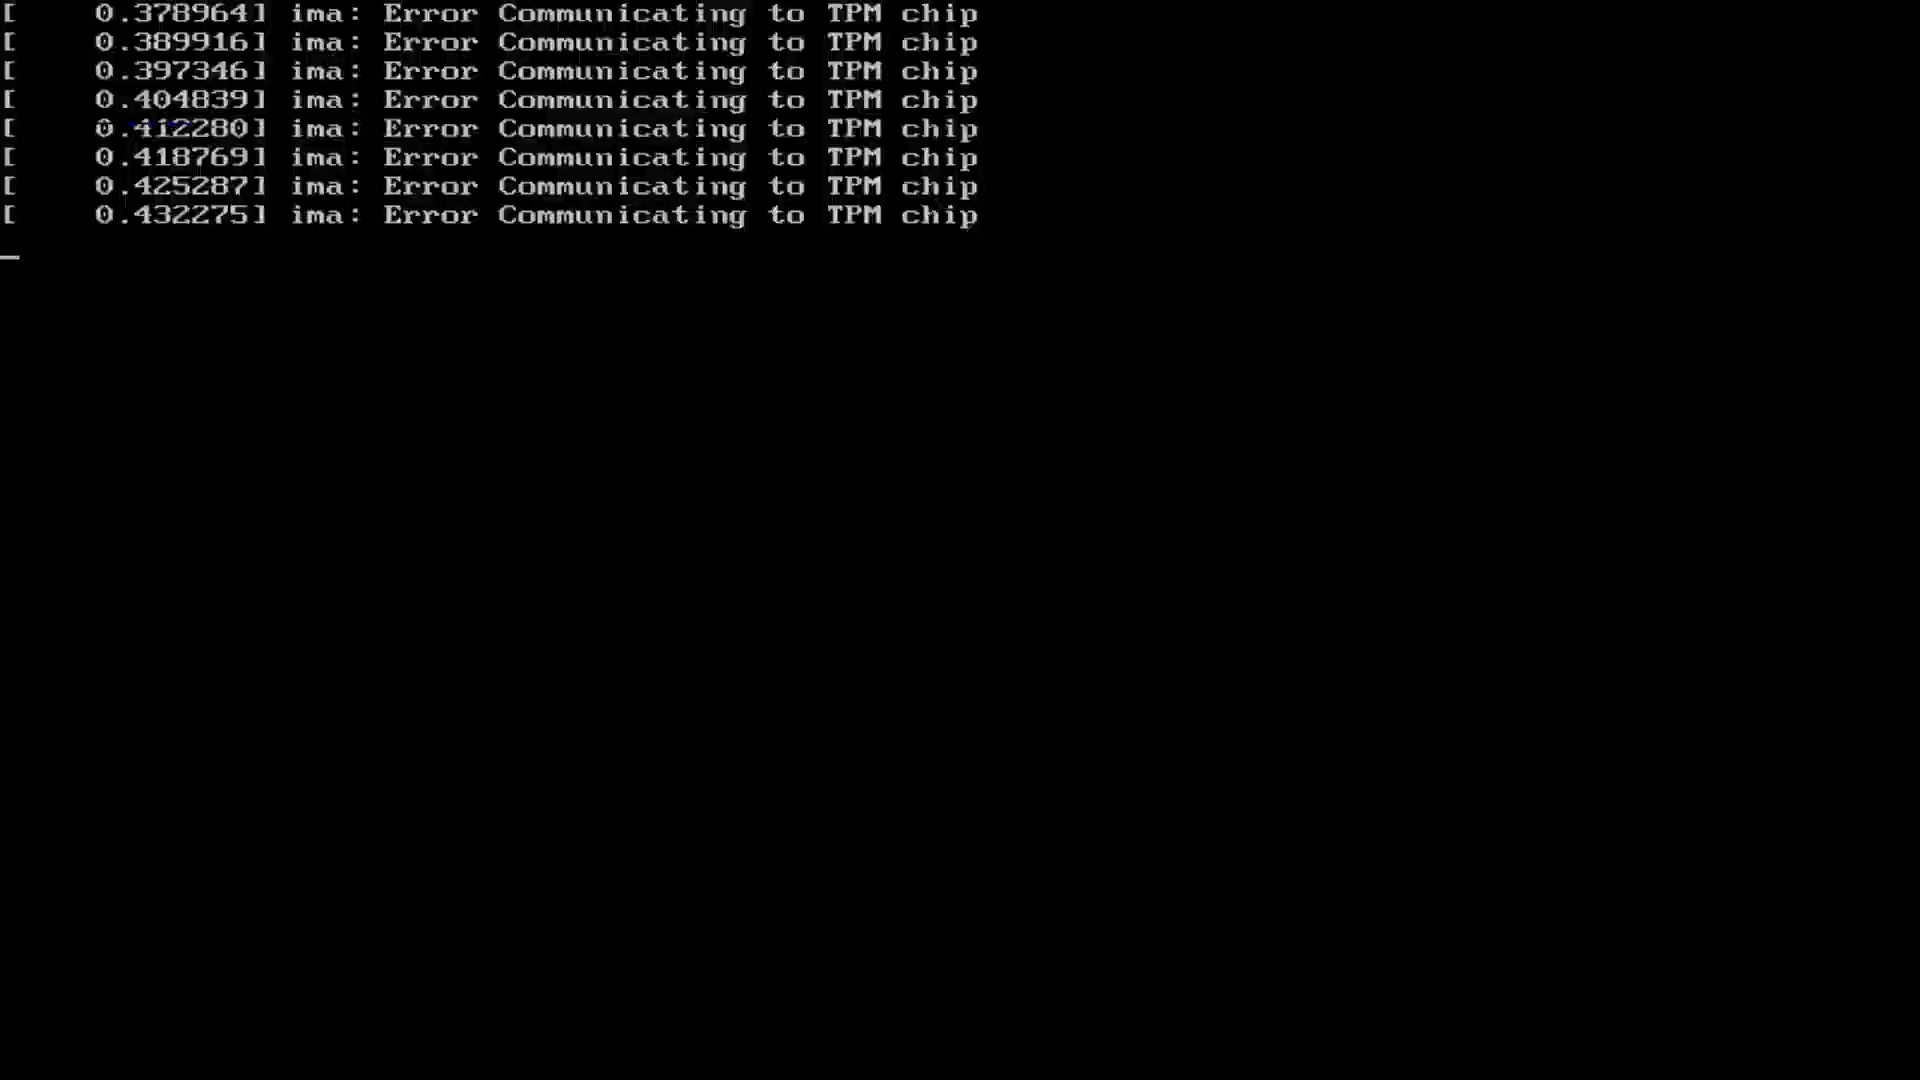 [    0.378964] ima: Error Communicating to TPM chip
[    0.389916] ima: Error Communicating to TPM chip
[    0.397346] ima: Error Communicating to TPM chip
[    0.404839] ima: Error Communicating to TPM chip
[    0.412280] ima: Error Communicating to TPM chip
[    0.418769] ima: Error Communicating to TPM chip
[    0.425287] ima: Error Communicating to TPM chip
[    0.432275] ima: Error Communicating to TPM chip